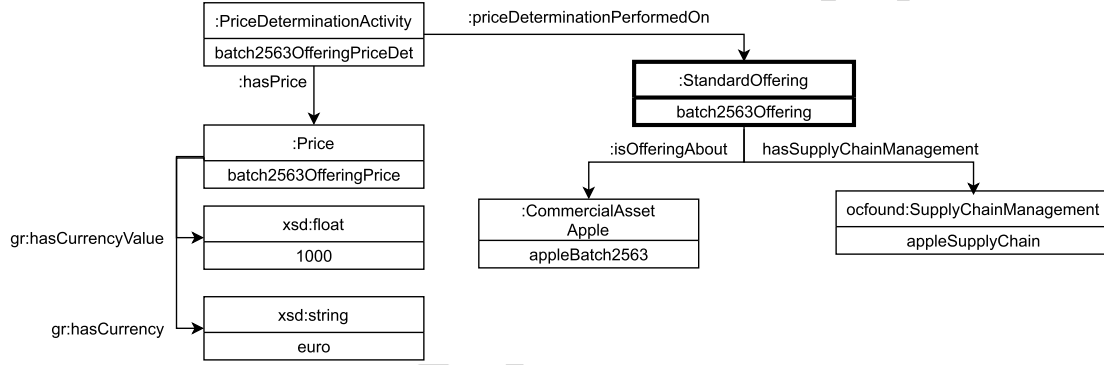 :PriceDeterminationActivity
batch2563OfferingPriceDet
:priceDeterminationPerformedOn
:hasPrice
:StandardOffering
batch2563Offering
:Price
batch2563OfferingPrice
:isOfferingAbout
hasSupplyChainManagement
:CommercialAsset
Apple
appleBatch2563
ocfound:SupplyChainManagement
appleSupplyChain
gr:hasCurrencyValue
xsd:float
1000
gr:hasCurrency
xsd:string
euro